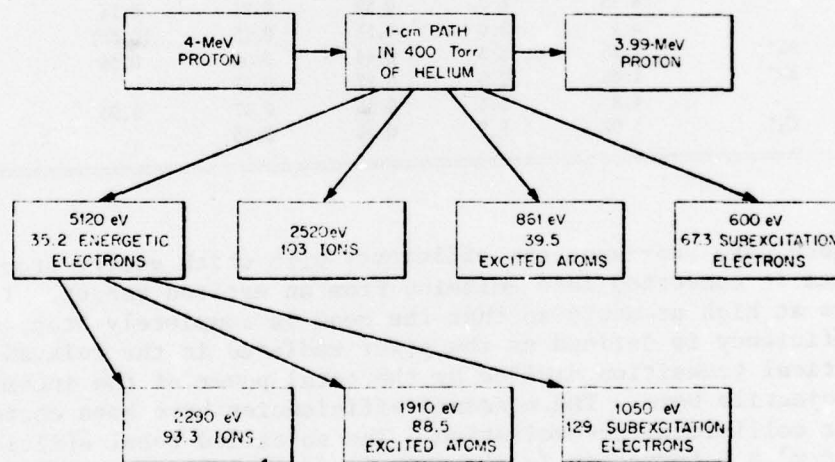 4-MeV
PROTON
1-cm PATH
IN 400 Torr
OF HELIUM
3.99-MeV
PROTON
5120 eV
35.2 ENERGETIC
ELECTRONS
2520 eV
103 IONS
861 eV
39.5
EXCITED ATOMS
600 eV
67.3 SUBEXCITATION
ELECTRONS
2290 eV
93.3 IONS
1910 eV
88.5
EXCITED ATOMS
1050 eV
129 SUBEXCITATION
ELECTRONS